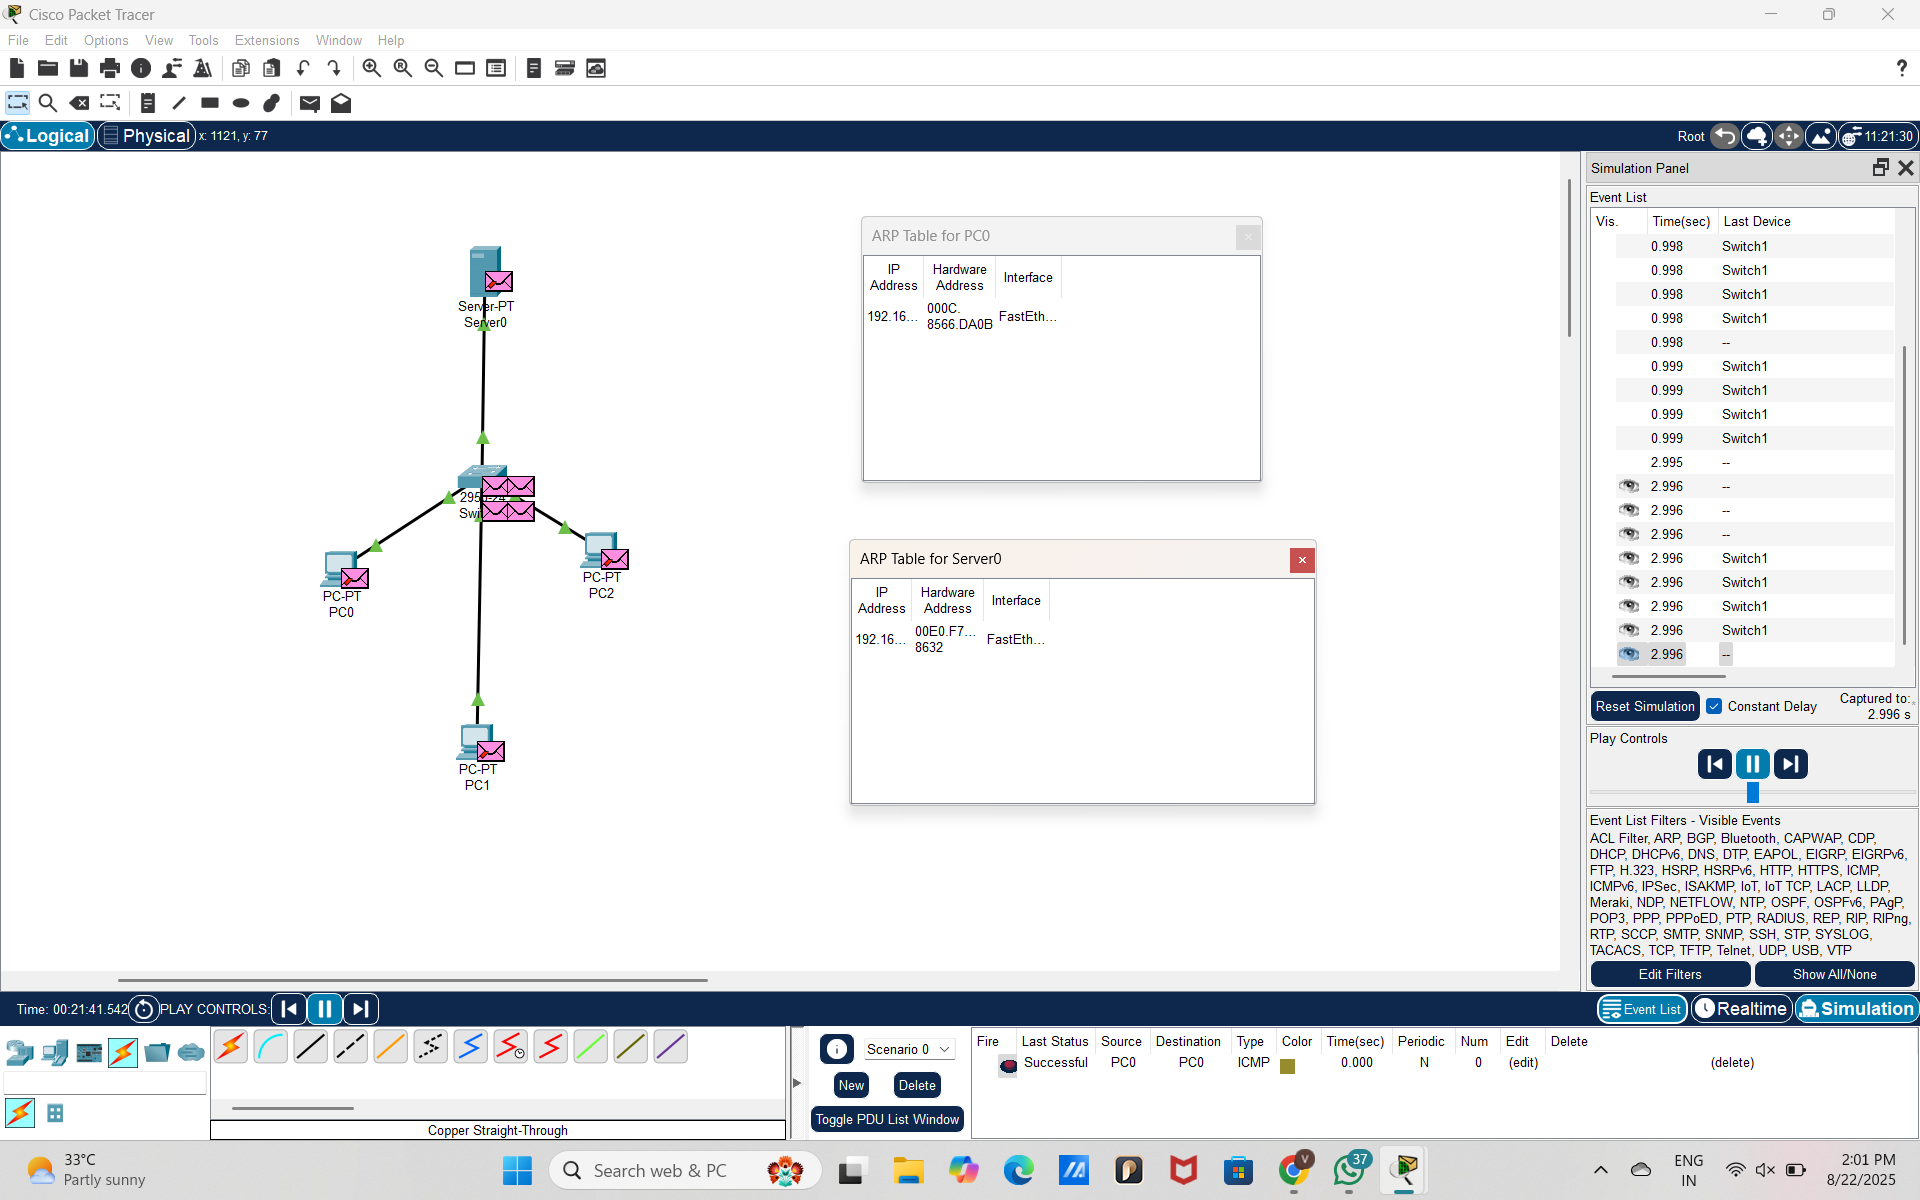 Cisco Packet Tracer
File Edit Options View Tools Extensions Window Help
Logical Physical x: 1121, y: 77 Root 11:21:30
Server-PT
Server0
PC-PT
PC0
PC-PT
PC2
PC-PT
PC1
ARP Table for PC0
IP Address Hardware Address Interface
192.16... 000C.8566.DA0B FastEth...
ARP Table for Server0
IP Address Hardware Address Interface
192.16... 00E0.F7...8632 FastEth...
Simulation Panel
Event List
Vis. Time(sec) Last Device
0.998 Switch1
0.998 Switch1
0.998 Switch1
0.998 Switch1
0.998 --
0.999 Switch1
0.999 Switch1
0.999 Switch1
0.999 Switch1
2.995 --
2.996 --
2.996 --
2.996 --
2.996 Switch1
2.996 Switch1
2.996 Switch1
2.996 Switch1
2.996 --
Reset Simulation Constant Delay Captured to:
2.996 s
Play Controls
Event List Filters - Visible Events
ACL Filter, ARP, BGP, Bluetooth, CAPWAP, CDP,
DHCP, DHCPv6, DNS, DTP, EAPOL, EIGRP, EIGRPv6,
FTP, H.323, HSRP, HSRPv6, HTTP, HTTPS, ICMP,
ICMPv6, IPSec, ISAKMP, IoT, IoT TCP, LACP, LLDP,
Meraki, NDP, NETFLOW, NTP, OSPF, OSPFv6, PAgP,
POP3, PPP, PPPoED, PTP, RADIUS, REP, RIP, RIPng,
RTP, SCCP, SMTP, SNMP, SSH, STP, SYSLOG,
TACACS, TCP, TFTP, Telnet, UDP, USB, VTP
Edit Filters Show All/None
Time: 00:21:41.542 PLAY CONTROLS: Event List Realtime Simulation
Copper Straight-Through
Scenario 0
New Delete
Toggle PDU List Window
Fire Last Status Source Destination Type Color Time(sec) Periodic Num Edit Delete
Successful PC0 PC0 ICMP 0.000 N 0 (edit) (delete)
33°C
Partly sunny
Search web & PC
37
ENG
IN
2:01 PM
8/22/2025